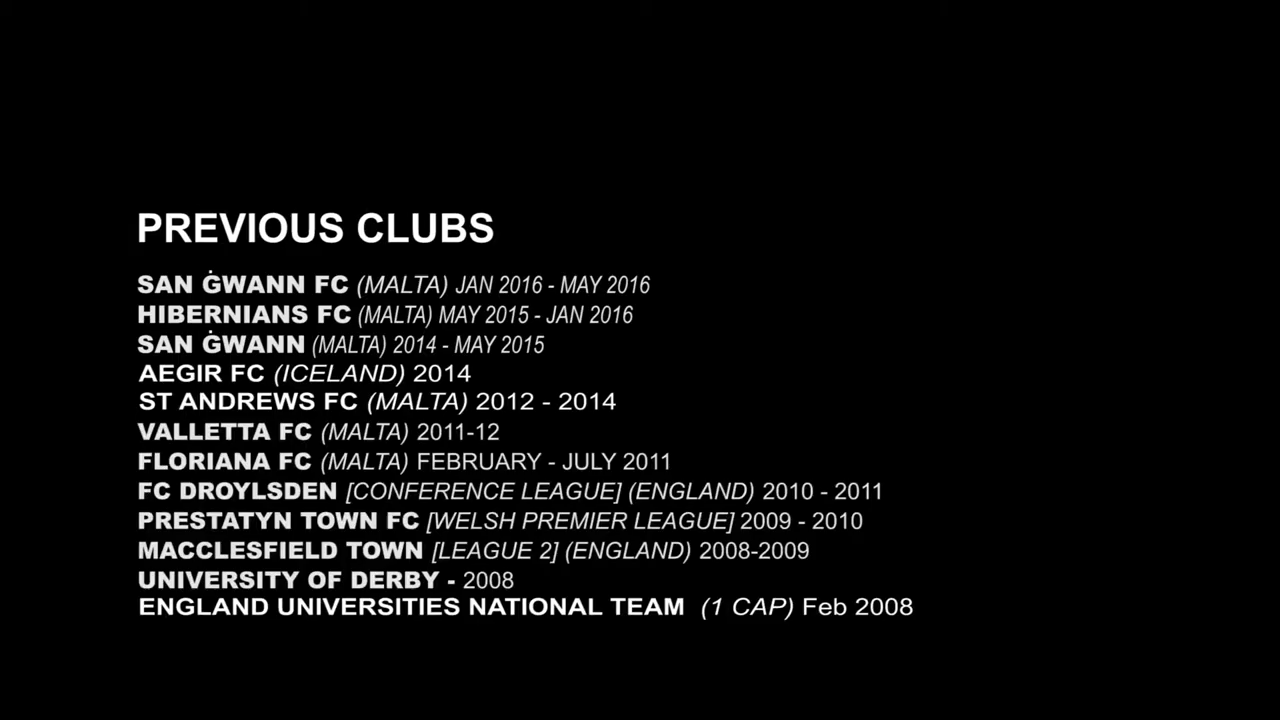 PREVIOUS CLUBS
SAN ĠWANN FC (MALTA) JAN 2016 - MAY 2016
HIBERNIANS FC (MALTA) MAY 2015 - JAN 2016
SAN ĠWANN (MALTA) 2014 - MAY 2015
AEGIR FC (ICELAND) 2014
ST ANDREWS FC (MALTA) 2012 - 2014
VALLETTA FC (MALTA) 2011-12
FLORIANA FC (MALTA) FEBRUARY - JULY 2011
FC DROYLSDEN [CONFERENCE LEAGUE] (ENGLAND) 2010 - 2011
PRESTATYN TOWN FC [WELSH PREMIER LEAGUE] 2009 - 2010
MACCLESFIELD TOWN [LEAGUE 2] (ENGLAND) 2008-2009
UNIVERSITY OF DERBY - 2008
ENGLAND UNIVERSITIES NATIONAL TEAM (1 CAP) Feb 2008